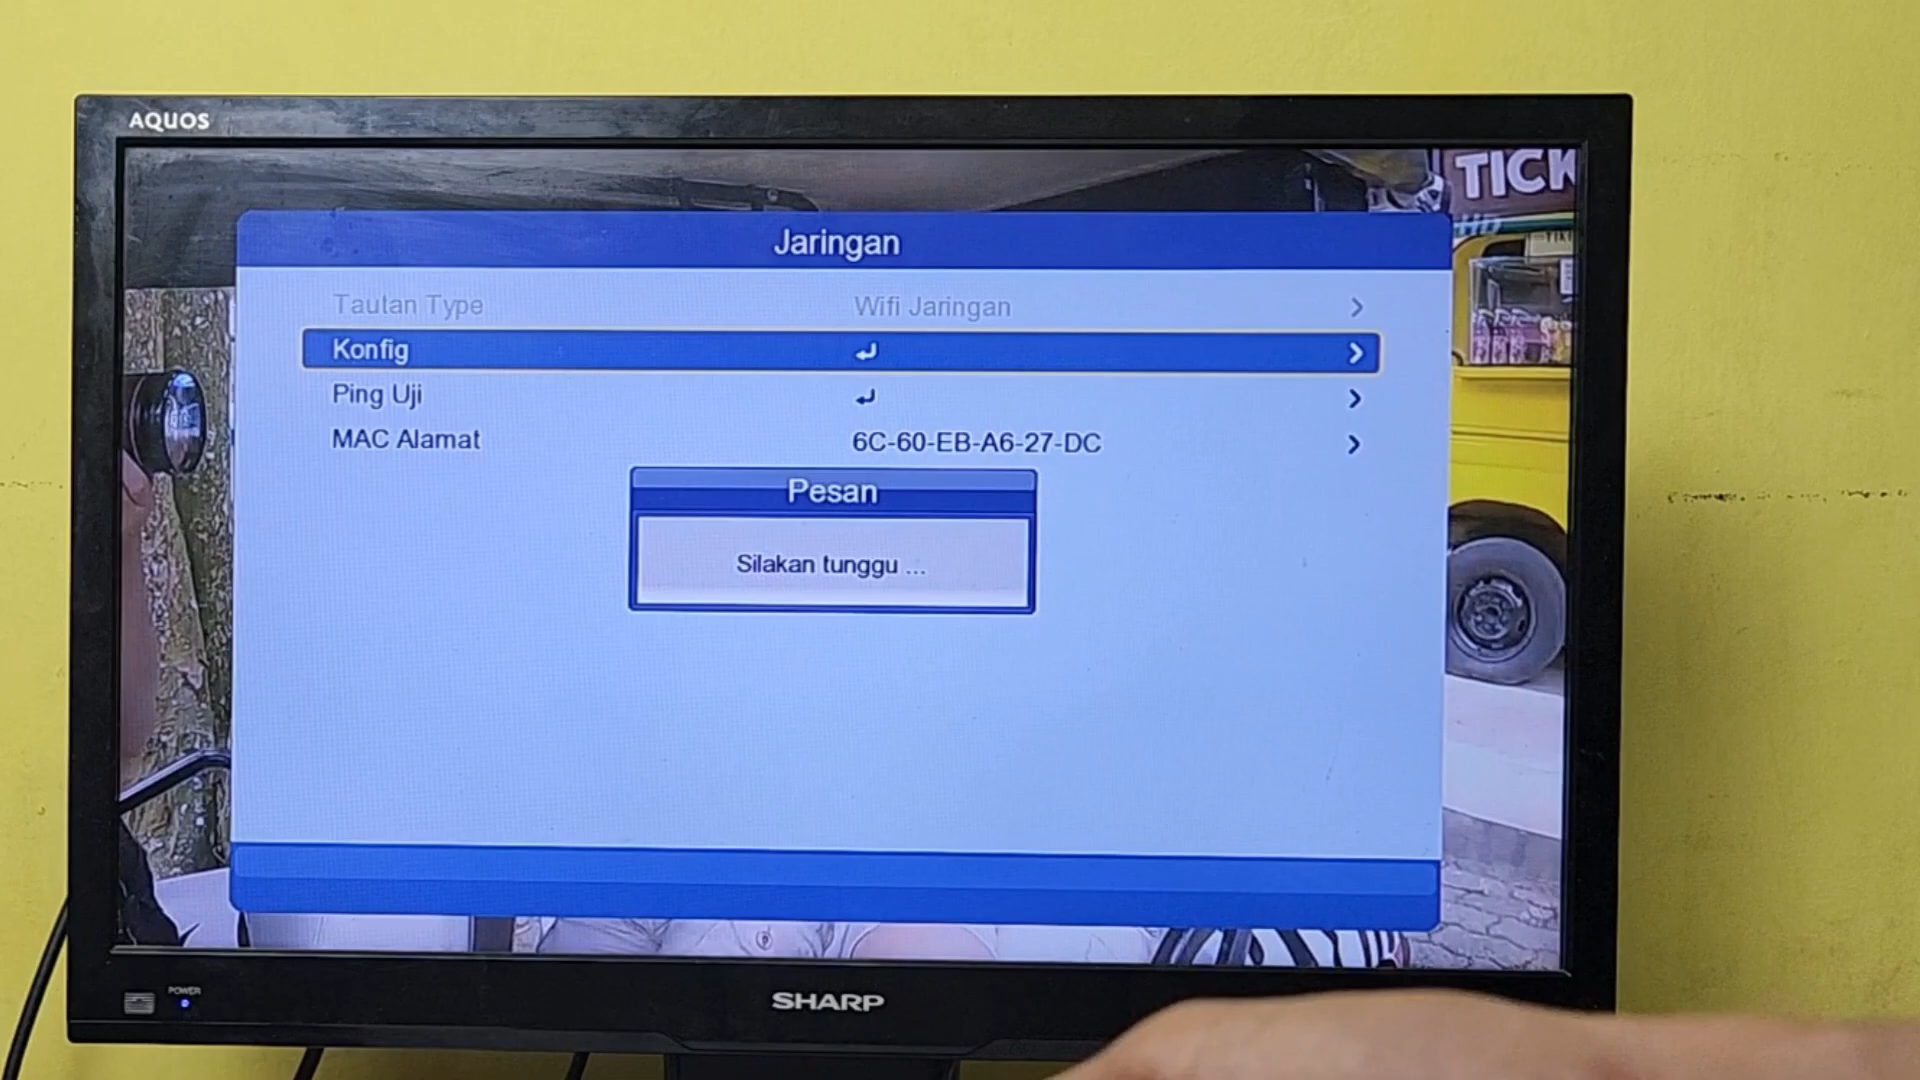 AQUOS
TICK
HD
Jaringan
Tautan Type Wifi Jaringan
Konfig
Ping Uji
MAC Alamat 6C-60-EB-A6-27-DC
Pesan
Silakan tunggu ...
POWER
SHARP